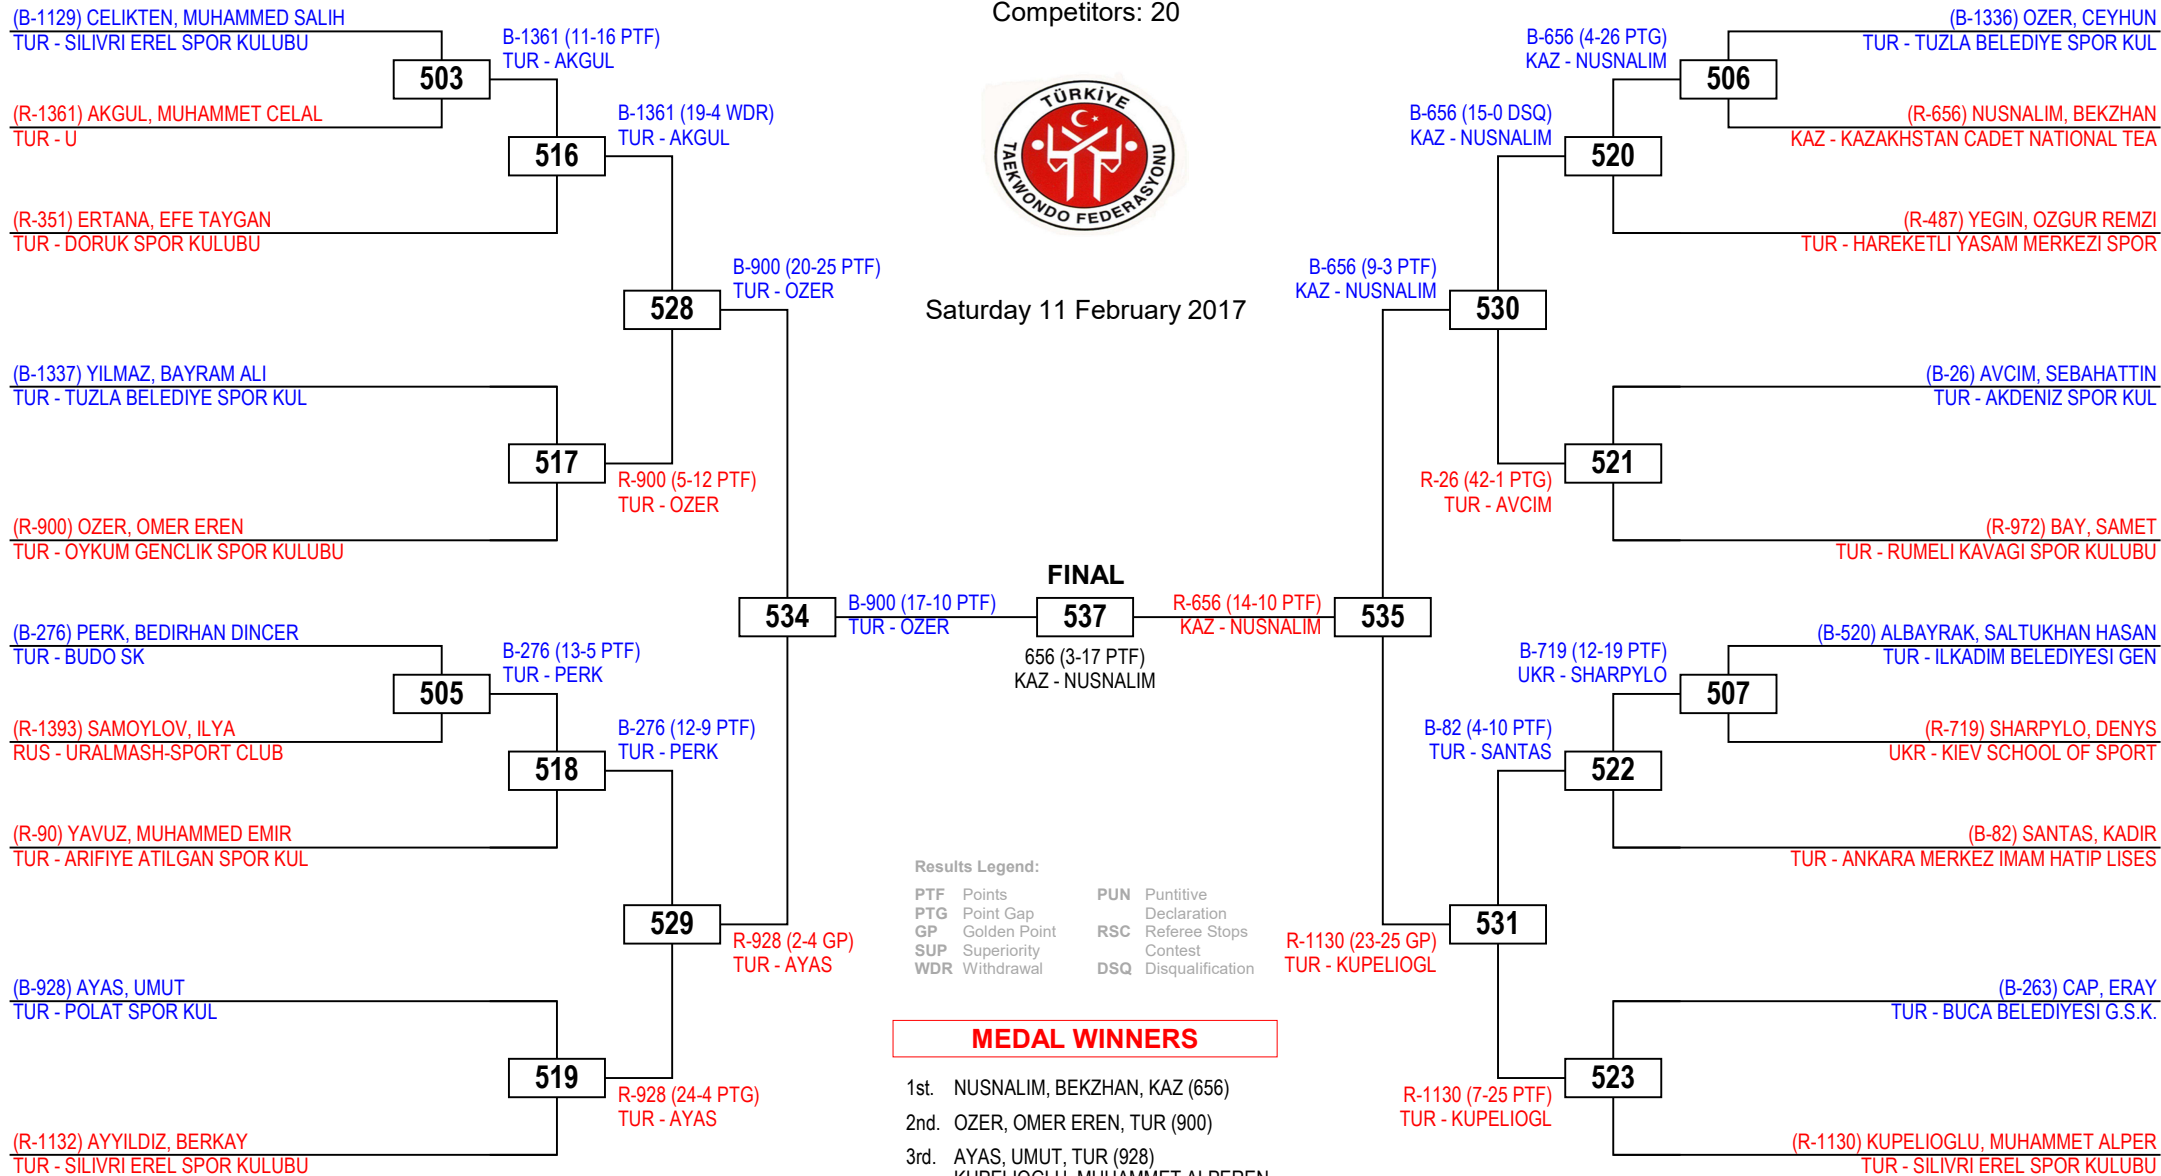 Competitors: 20
TÜRKİYE
TAEKWONDO FEDERASYONU
Saturday 11 February 2017
(B-1129) CELIKTEN, MUHAMMED SALIH
TUR - SILIVRI EREL SPOR KULUBU
503
(R-1361) AKGUL, MUHAMMET CELAL
TUR - U
B-1361 (11-16 PTF)
TUR - AKGUL
516
(R-351) ERTANA, EFE TAYGAN
TUR - DORUK SPOR KULUBU
B-1361 (19-4 WDR)
TUR - AKGUL
528
(B-1337) YILMAZ, BAYRAM ALI
TUR - TUZLA BELEDIYE SPOR KUL
517
(R-900) OZER, OMER EREN
TUR - OYKUM GENCLIK SPOR KULUBU
R-900 (5-12 PTF)
TUR - OZER
B-900 (20-25 PTF)
TUR - OZER
534
(B-276) PERK, BEDIRHAN DINCER
TUR - BUDO SK
505
(R-1393) SAMOYLOV, ILYA
RUS - URALMASH-SPORT CLUB
B-276 (13-5 PTF)
TUR - PERK
518
(R-90) YAVUZ, MUHAMMED EMIR
TUR - ARIFIYE ATILGAN SPOR KUL
B-276 (12-9 PTF)
TUR - PERK
529
(B-928) AYAS, UMUT
TUR - POLAT SPOR KUL
519
(R-1132) AYYILDIZ, BERKAY
TUR - SILIVRI EREL SPOR KULUBU
R-928 (24-4 PTG)
TUR - AYAS
R-928 (2-4 GP)
TUR - AYAS
B-900 (17-10 PTF)
TUR - OZER
FINAL
537
656 (3-17 PTF)
KAZ - NUSNALIM
R-656 (14-10 PTF)
KAZ - NUSNALIM
535
(B-1336) OZER, CEYHUN
TUR - TUZLA BELEDIYE SPOR KUL
506
(R-656) NUSNALIM, BEKZHAN
KAZ - KAZAKHSTAN CADET NATIONAL TEA
B-656 (4-26 PTG)
KAZ - NUSNALIM
520
(R-487) YEGIN, OZGUR REMZI
TUR - HAREKETLI YASAM MERKEZI SPOR
B-656 (15-0 DSQ)
KAZ - NUSNALIM
530
(B-26) AVCIM, SEBAHATTIN
TUR - AKDENIZ SPOR KUL
521
(R-972) BAY, SAMET
TUR - RUMELI KAVAGI SPOR KULUBU
R-26 (42-1 PTG)
TUR - AVCIM
B-656 (9-3 PTF)
KAZ - NUSNALIM
(B-520) ALBAYRAK, SALTUKHAN HASAN
TUR - ILKADIM BELEDIYESI GEN
507
(R-719) SHARPYLO, DENYS
UKR - KIEV SCHOOL OF SPORT
B-719 (12-19 PTF)
UKR - SHARPYLO
522
(B-82) SANTAS, KADIR
TUR - ANKARA MERKEZ IMAM HATIP LISES
B-82 (4-10 PTF)
TUR - SANTAS
531
(B-263) CAP, ERAY
TUR - BUCA BELEDIYESI G.S.K.
523
(R-1130) KUPELIOGLU, MUHAMMET ALPER
TUR - SILIVRI EREL SPOR KULUBU
R-1130 (7-25 PTF)
TUR - KUPELIOGL
R-1130 (23-25 GP)
TUR - KUPELIOGL
Results Legend:
PTF Points
PTG Point Gap
GP Golden Point
SUP Superiority
WDR Withdrawal
PUN Puntitive
Declaration
RSC Referee Stops
Contest
DSQ Disqualification
MEDAL WINNERS
1st. NUSNALIM, BEKZHAN, KAZ (656)
2nd. OZER, OMER EREN, TUR (900)
3rd. AYAS, UMUT, TUR (928)
KUPELIOGLU, MUHAMMET ALPEREN